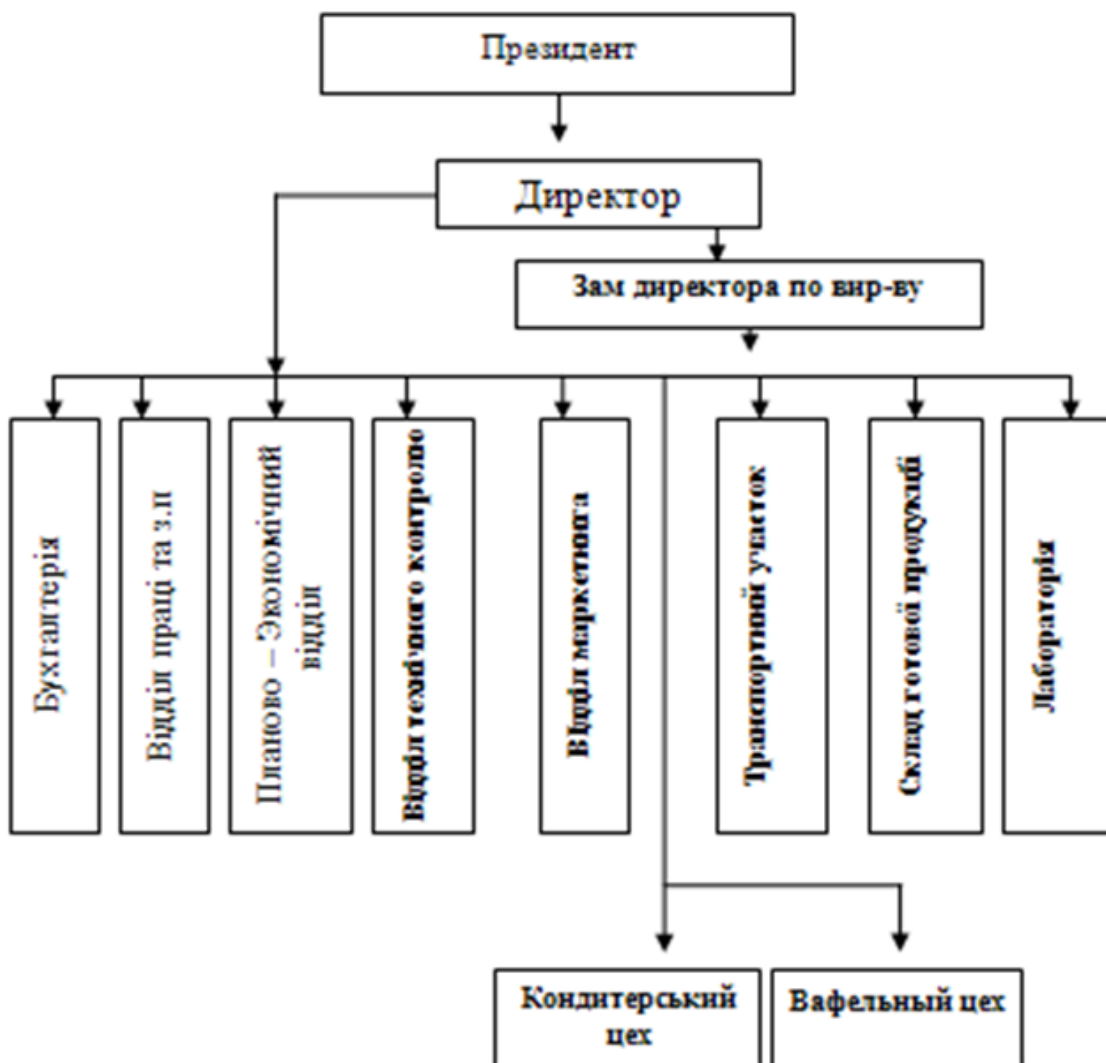 Президент
Директор
Зам директора по вир-ву
Бухгалтерія
Відділ праці та з.п
Планово – Экономічний
відділ
Відділ технічного контролю
Відділ маркетинга
Транспортний участок
Склад готової продукції
Лабораторія
Кондитерський
цех
Вафельный цех